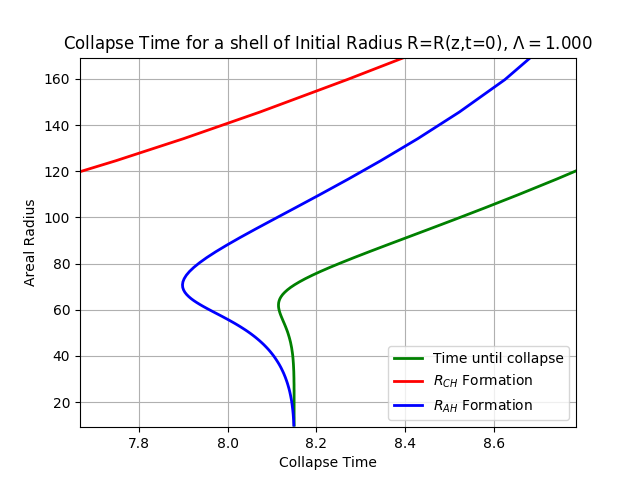 Collapse Time for a shell of Initial Radius R=R(z,t=0), Λ = 1.000
160
140
120
100
80
60
40
20
Areal Radius
Time until collapse
R_CH Formation
R_AH Formation
7.8 8.0 8.2 8.4 8.6
Collapse Time